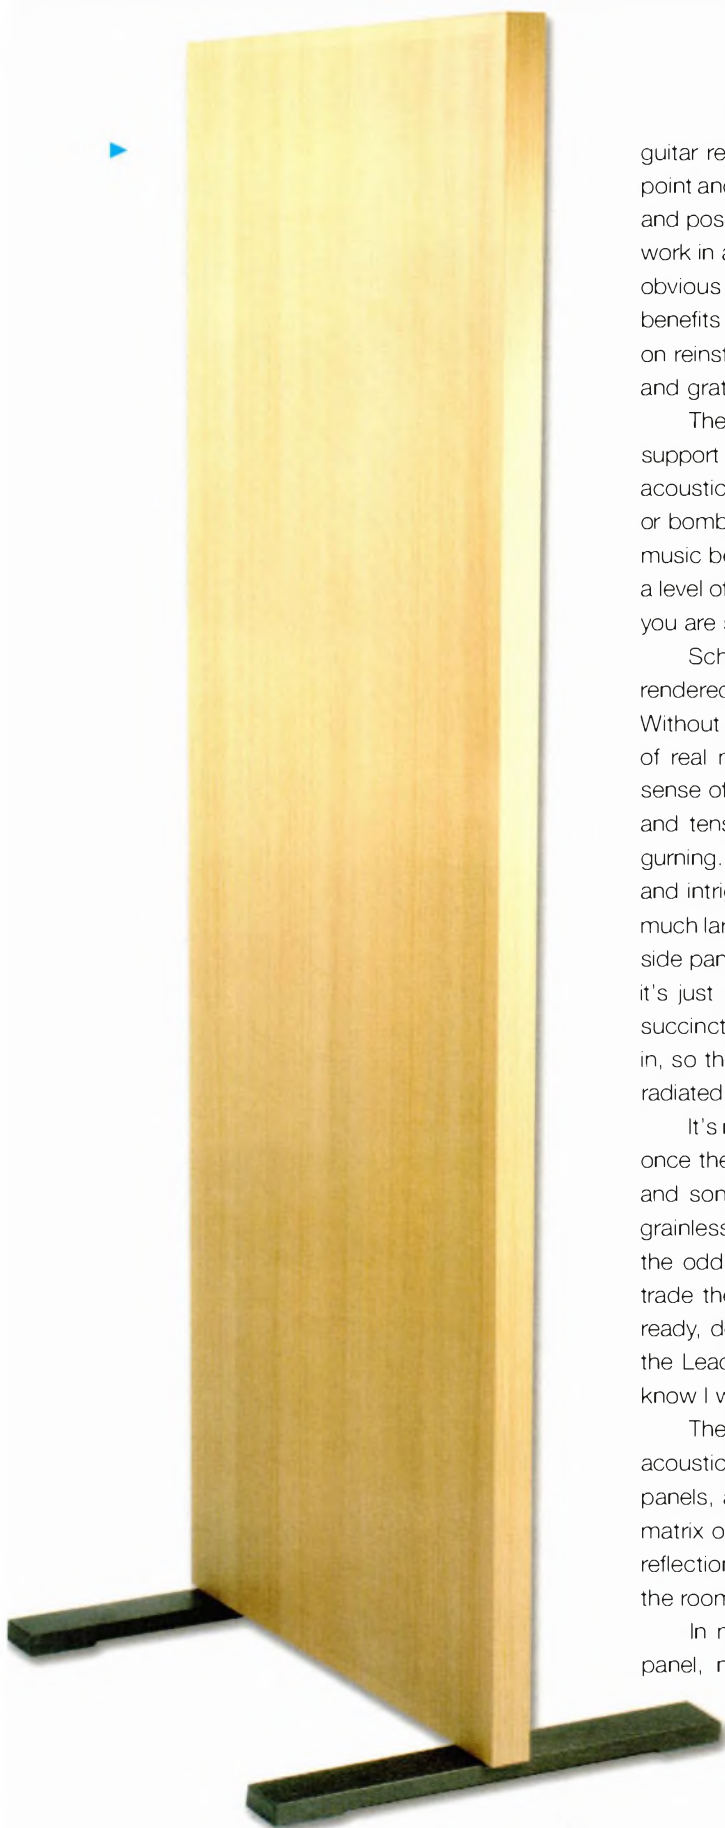 guitar re
point and
and pos
work in a
obvious
benefits
on reinst
and grat
The
support
acoustic
or bomb
music be
a level of
you are s
Sch
rendered
Without
of real r
sense of
and tens
gurning.
and intri
much lar
side pan
it's just
succinct
in, so th
radiated
It's r
once the
and son
grainless
the odd
trade the
ready, d
the Leac
know I w
The
acoustic
panels, a
matrix o
reflection
the room
In r
panel, n